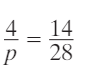 4/p = 14/28